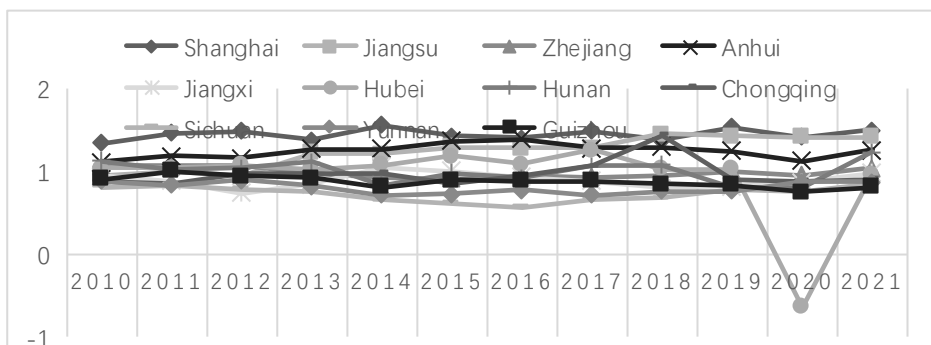 Shanghai Jiangsu Zhejiang Anhui
Jiangxi Hubei Hunan Chongqing
2
Sichuan Yunnan Guizhou
1
0
2010 2011 2012 2013 2014 2015 2016 2017 2018 2019 2020 2021
-1